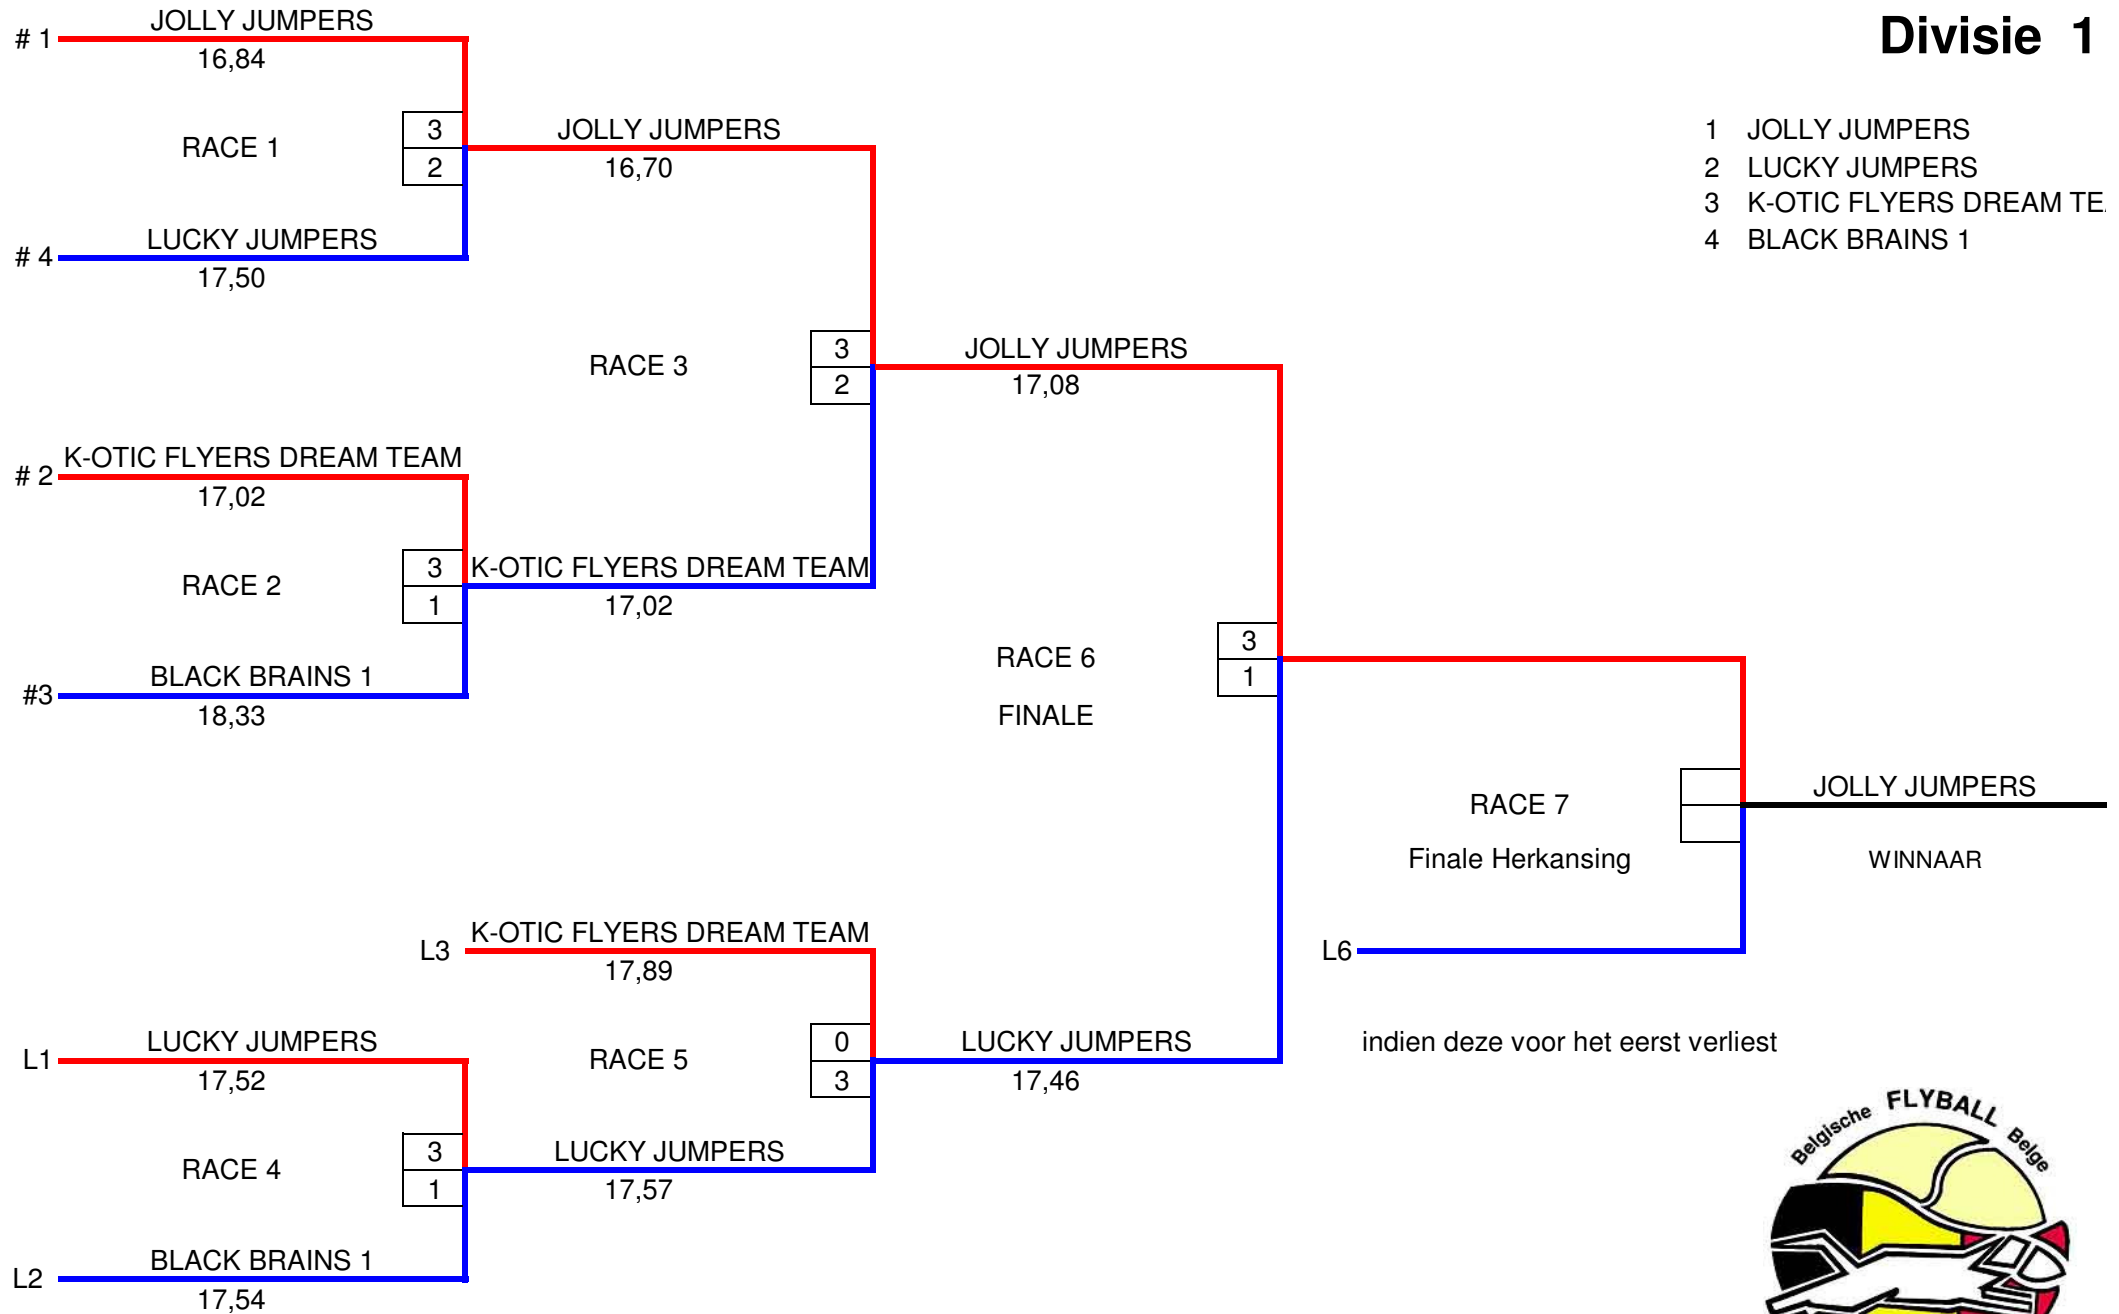 Divisie 1
1 JOLLY JUMPERS
2 LUCKY JUMPERS
3 K-OTIC FLYERS DREAM
4 BLACK BRAINS 1
# 1
JOLLY JUMPERS
16,84
RACE 1
3
2
# 4
LUCKY JUMPERS
17,50
JOLLY JUMPERS
16,70
RACE 3
3
2
# 2
K-OTIC FLYERS DREAM TEAM
17,02
RACE 2
3
1
#3
BLACK BRAINS 1
18,33
K-OTIC FLYERS DREAM TEAM
17,02
JOLLY JUMPERS
17,08
RACE 6
FINALE
3
1
RACE 7
Finale Herkansing
JOLLY JUMPERS
WINNAAR
L3
K-OTIC FLYERS DREAM TEAM
17,89
RACE 5
0
3
L1
LUCKY JUMPERS
17,52
RACE 4
3
1
L2
BLACK BRAINS 1
17,54
LUCKY JUMPERS
17,57
LUCKY JUMPERS
17,46
L6
indien deze voor het eerst verliest
Belgische FLYBALL Belge